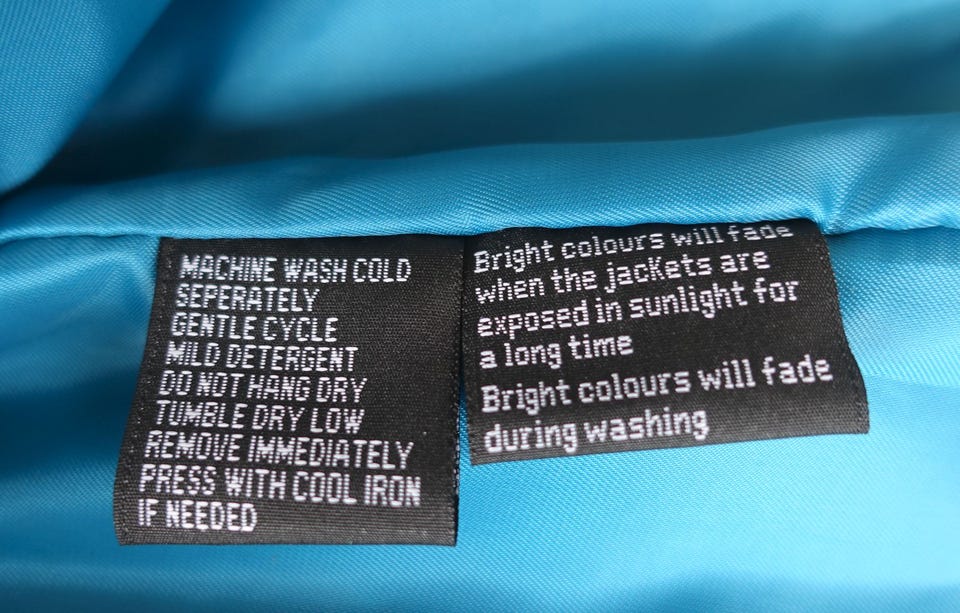 MACHINE WASH COLD
SEPERATELY
GENTLE CYCLE
MILD DETERGENT
DO NOT HANG DRY
TUMBLE DRY LOW
REMOVE IMMEDIATELY
PRESS WITH COOL IRON
IF NEEDED
Bright colours will fade
when the jackets are
exposed in sunlight for
a long time
Bright colours will fade
during washing